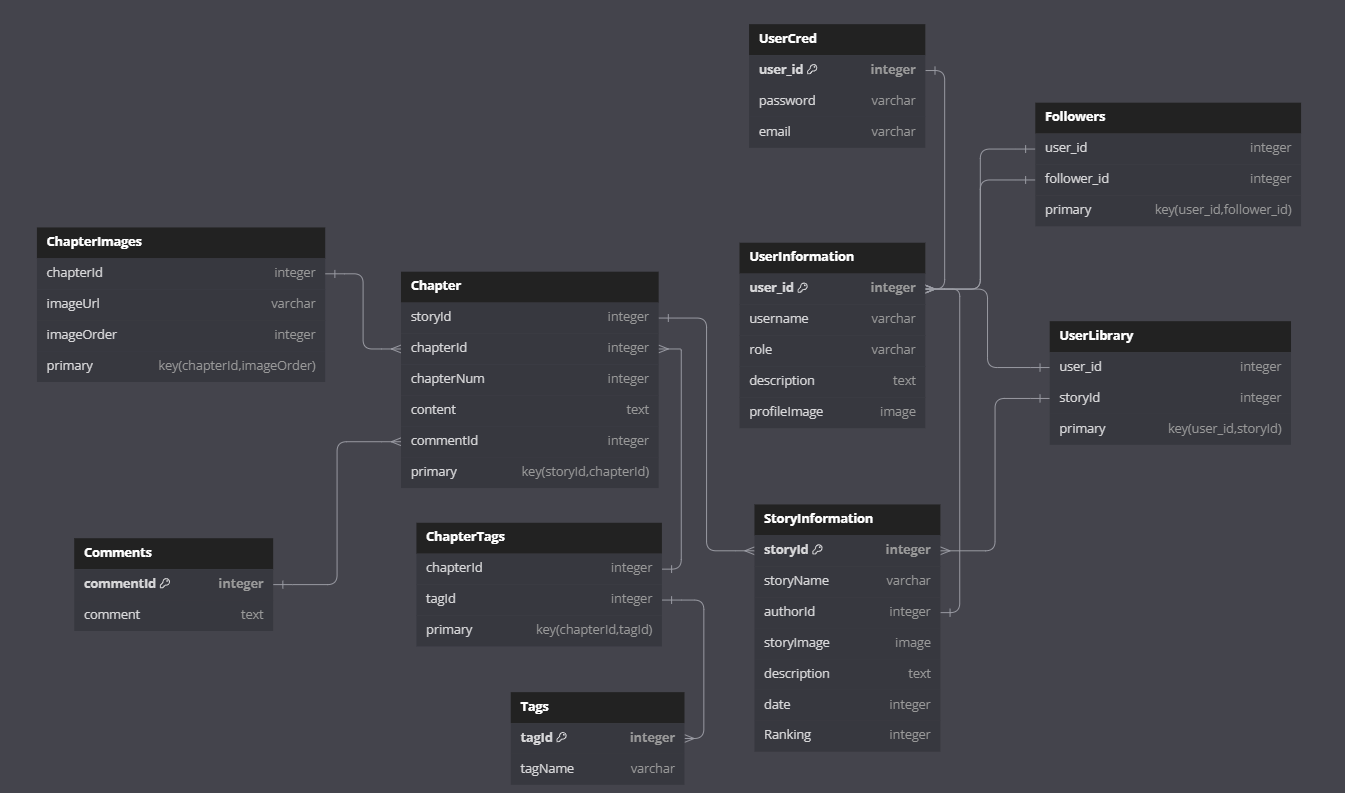 UserCred
user_id integer
password varchar
email varchar
Followers
user_id integer
follower_id integer
primary key(user_id,follower_id)
ChapterImages
chapterId integer
imageUrl varchar
imageOrder integer
primary key(chapterId,imageOrder)
Chapter
storyId integer
chapterId integer
chapterNum integer
content text
commentId integer
primary key(storyId,chapterId)
UserInformation
user_id integer
username varchar
role varchar
description text
profileImage image
UserLibrary
user_id integer
storyId integer
primary key(user_id,storyId)
Comments
commentId integer
comment text
ChapterTags
chapterId integer
tagId integer
primary key(chapterId,tagId)
StoryInformation
storyId integer
storyName varchar
authorId integer
storyImage image
description text
date integer
Ranking integer
Tags
tagId integer
tagName varchar